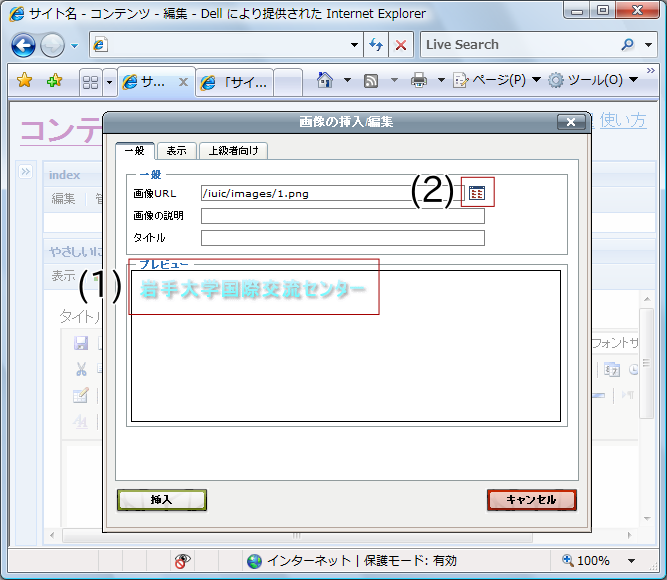 サイト名 - コンテンツ - 編集 - Dell により提供された Internet Explorer
Live Search
サ...
「サイ...
ページ(P)
ツール(O)
»
コンテ
使い方
画像の挿入/編集
一般
表示
上級者向け
»
index
編集
一般
画像URL
/iuic/images/1.png
(2)
画像の説明
タイトル
やさしいに
表示
プレビュー
(1)
岩手大学国際交流センター
タイトル
フォントサ
挿入
キャンセル
インターネット | 保護モード: 有効
100%